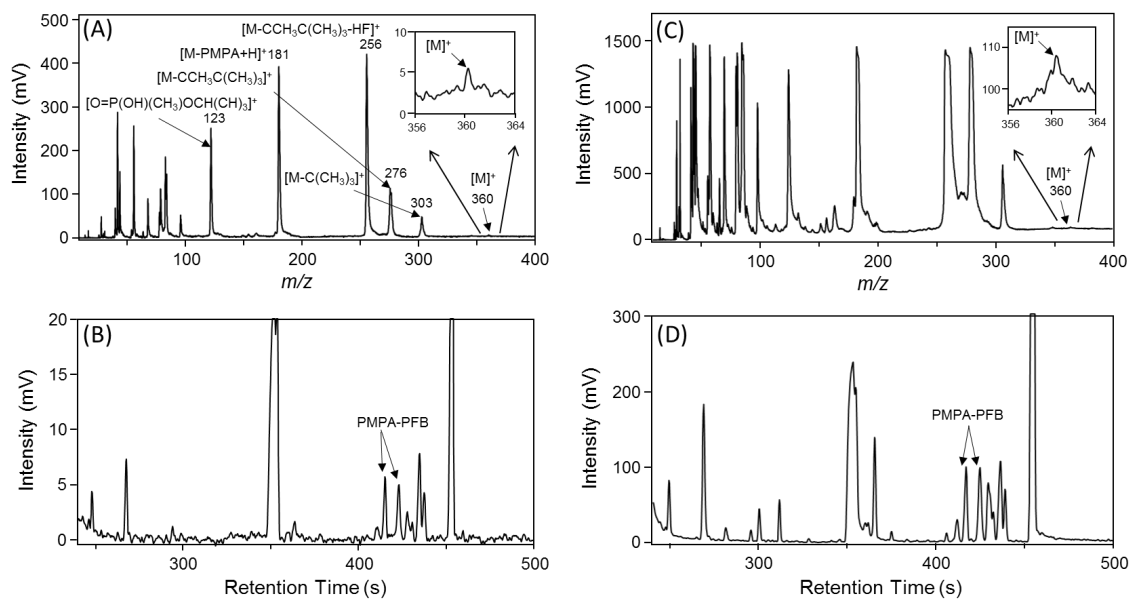 (A)
500
400
300
200
100
0
Intensity (mV)
[M-CCH₃C(CH₃)₃-HF]⁺
256
[M-PMPA+H]⁺181
[M-CCH₃C(CH₃)₃]⁺
[O=P(OH)(CH₃)OCH(CH₃)]⁺
123
276
[M-C(CH₃)₃]⁺
303
[M]⁺
360
10
5
0
[M]⁺
356
360
364
100
200
300
400
m/z
(C)
1500
1000
500
0
Intensity (mV)
110
100
[M]⁺
356
360
364
[M]⁺
360
100
200
300
400
m/z
(B)
20
15
10
5
0
Intensity (mV)
PMPA-PFB
300
400
500
Retention Time (s)
(D)
300
200
100
0
Intensity (mV)
PMPA-PFB
300
400
500
Retention Time (s)